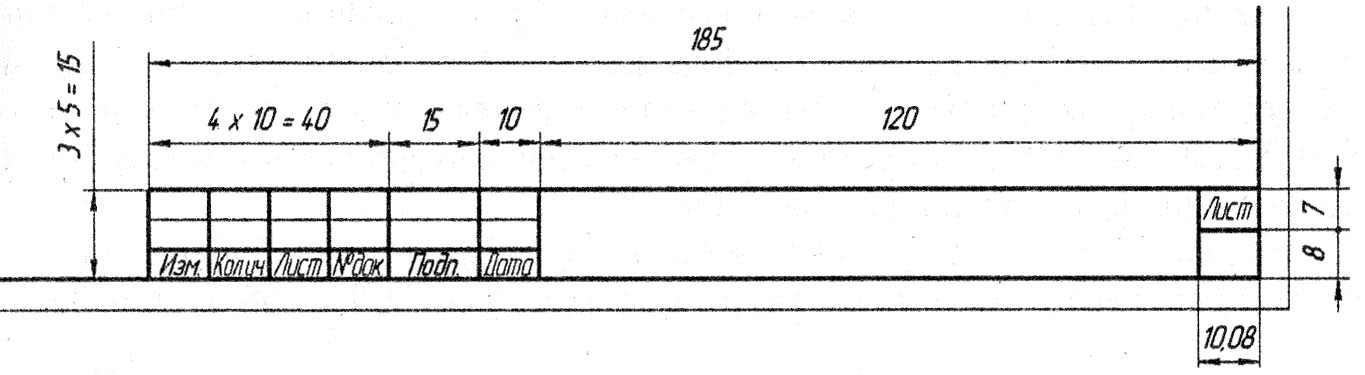 185
3 x 5 = 15
4 x 10 = 40
15
10
120
Лист
7
8
Изм.
Колич
Лист
№док
Подп.
Дата
10,08